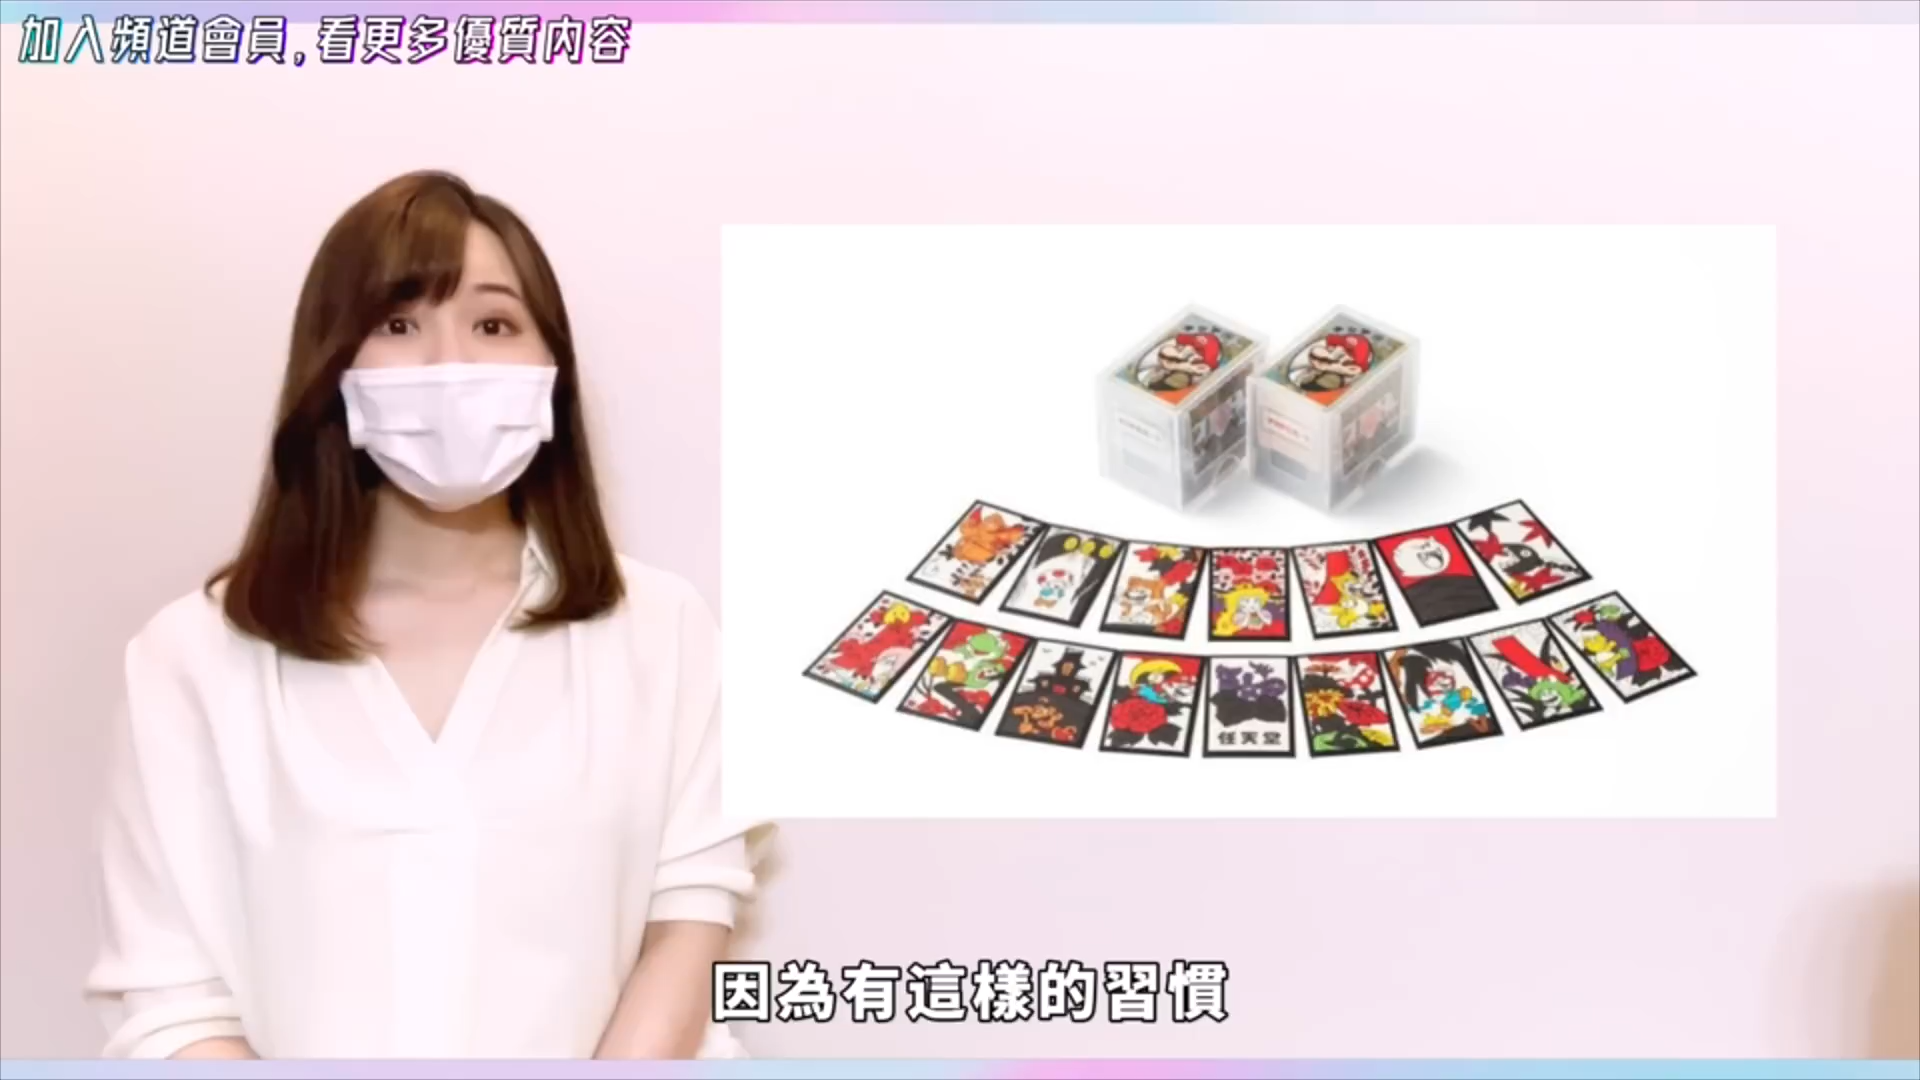 加入頻道會員,看更多優質内容
任天堂
因為有這樣的習慣